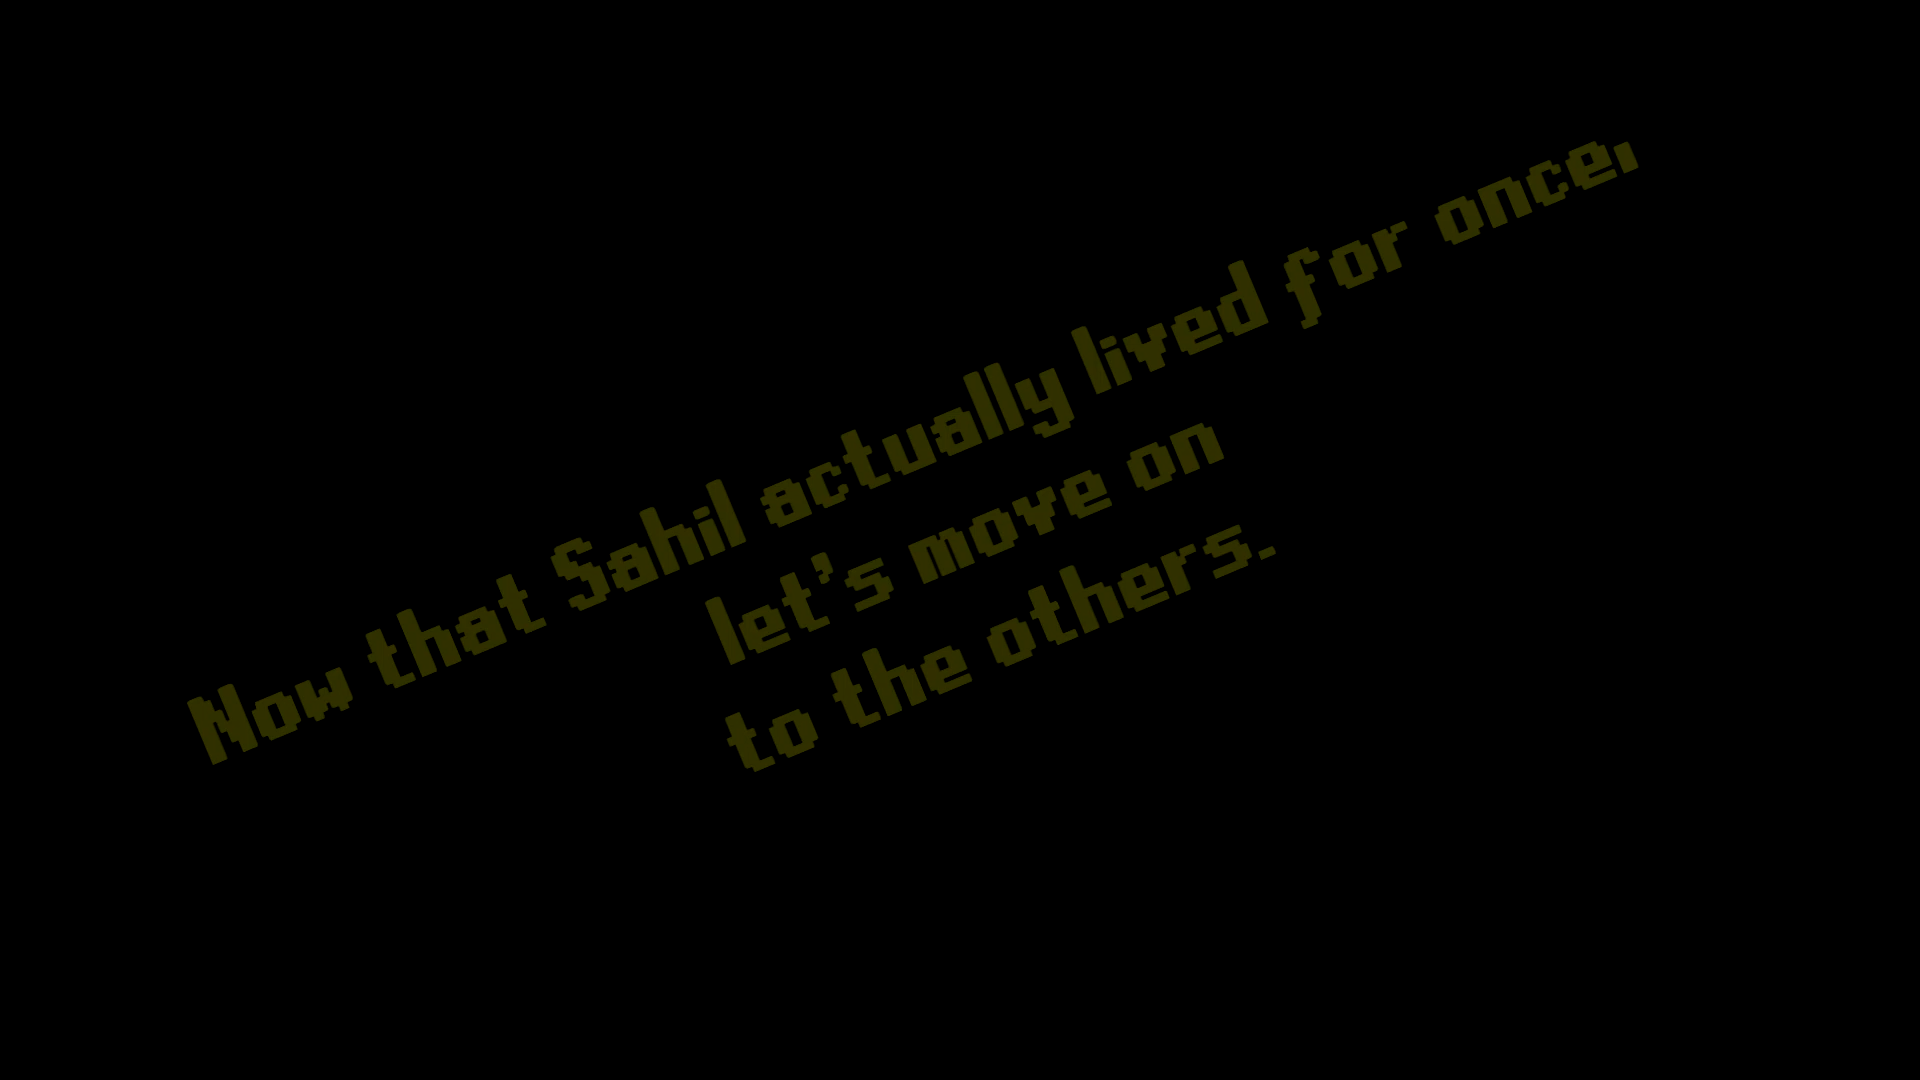 Now that Sahil actually lived for once,
let's move on
to the others.